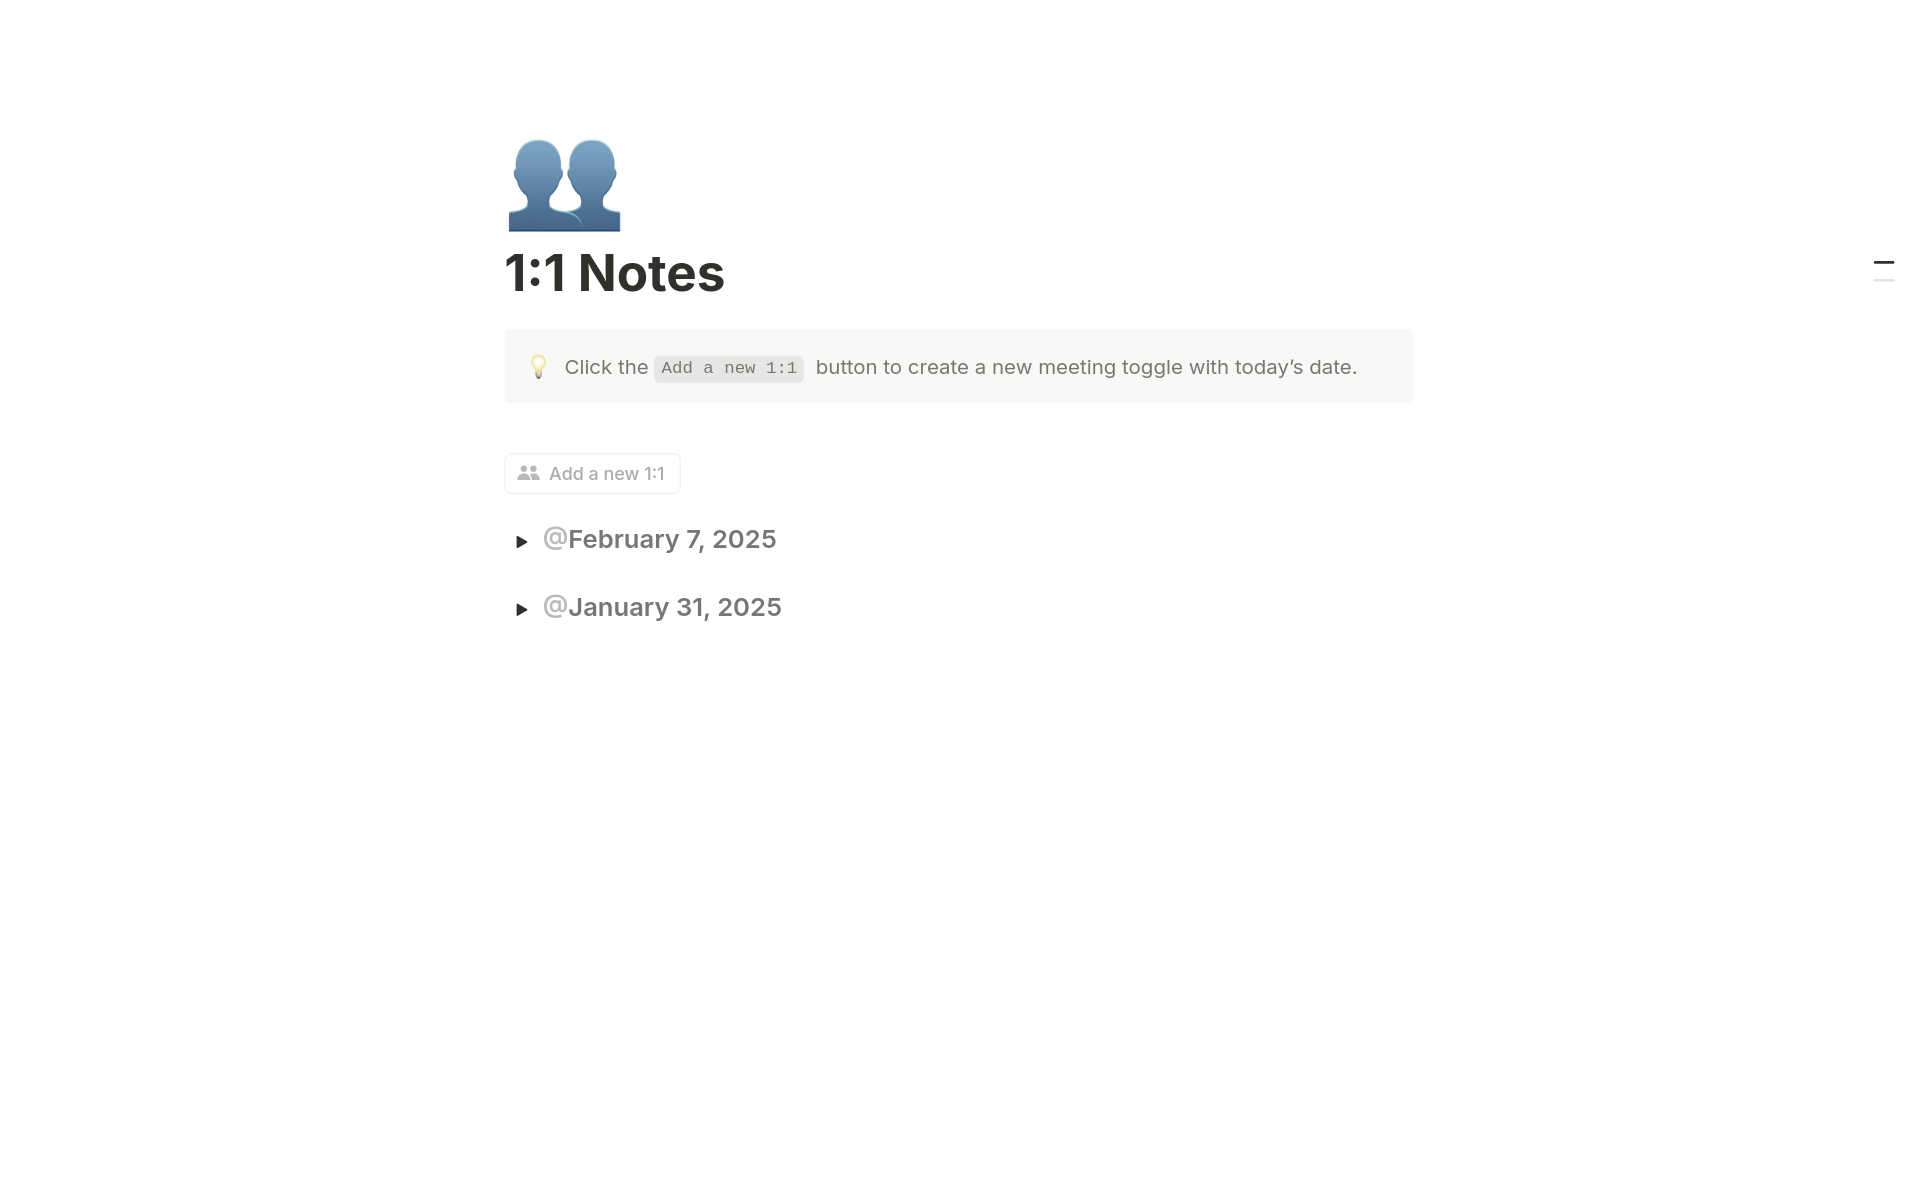 1:1 Notes
Click the Add a new 1:1 button to create a new meeting toggle with today’s date.
Add a new 1:1
@February 7, 2025
@January 31, 2025